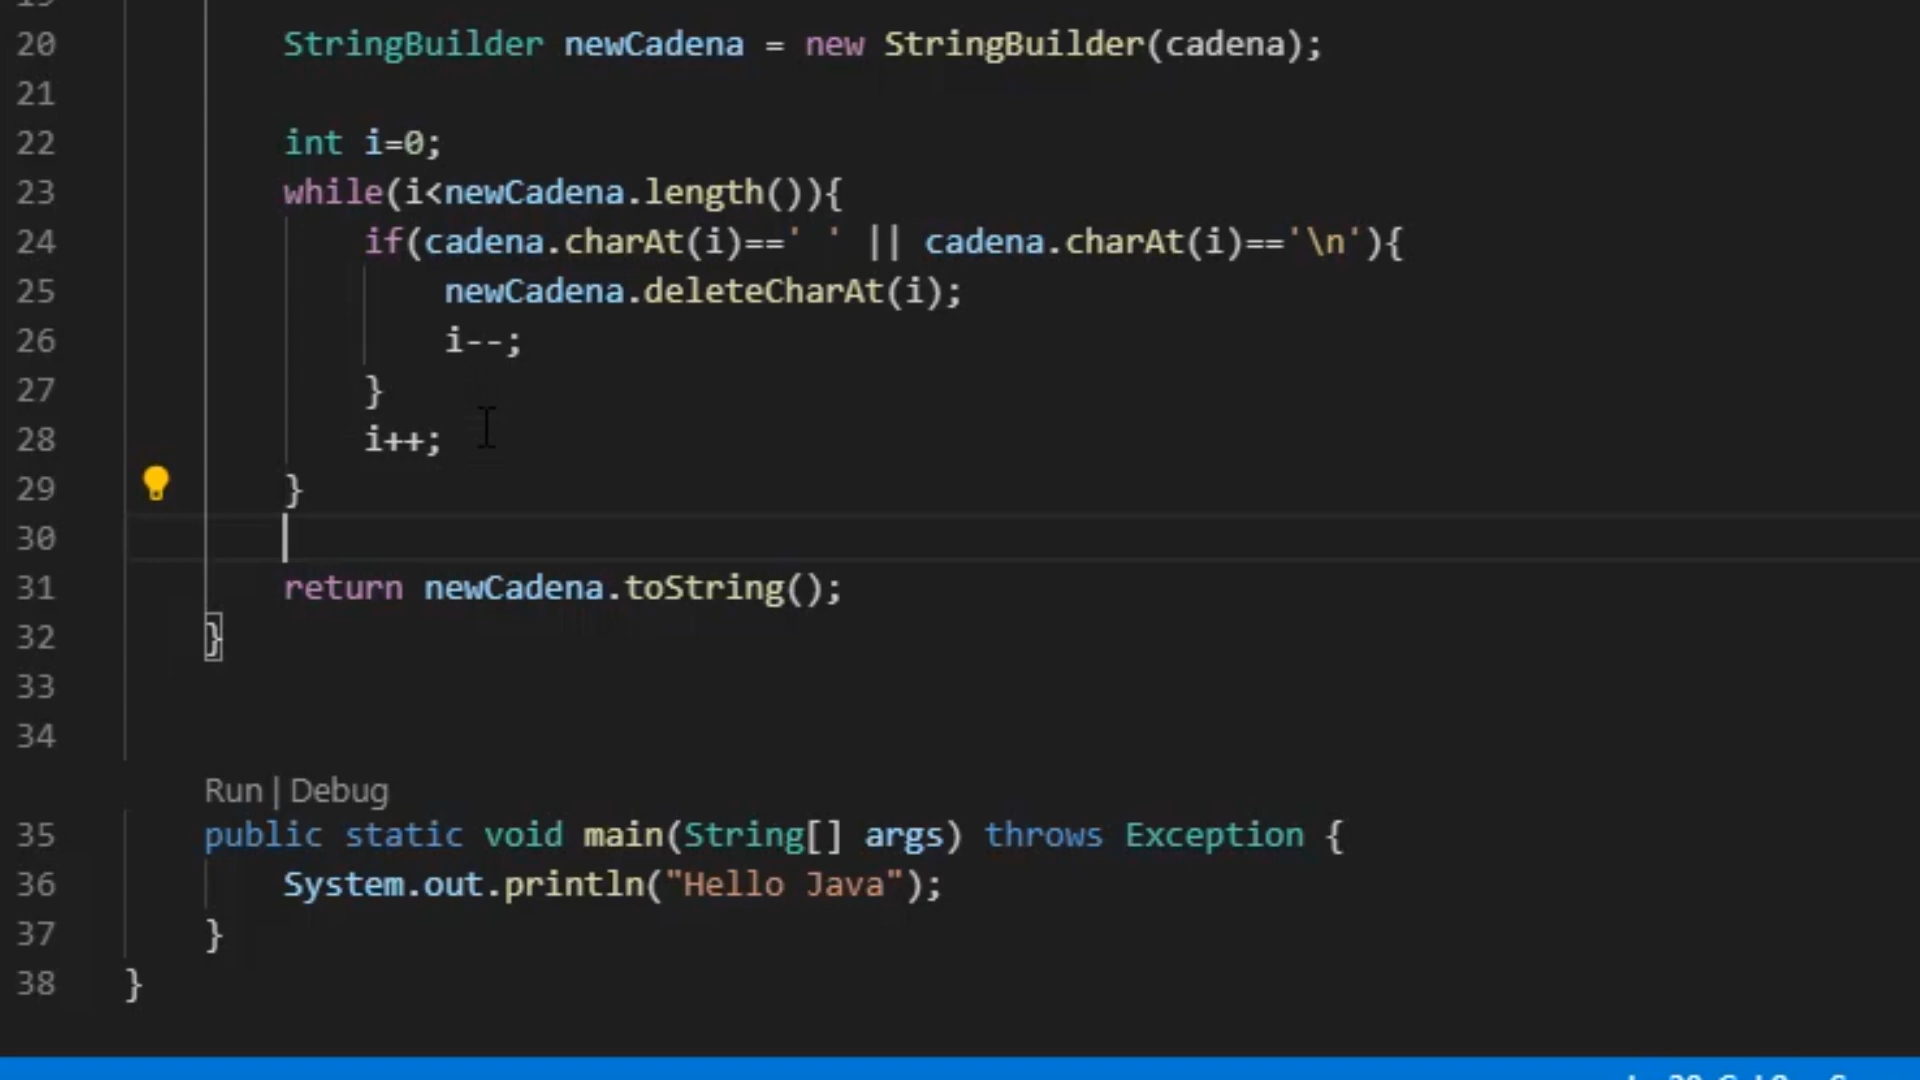 20 StringBuilder newCadena = new StringBuilder(cadena);
21
22 int i=0;
23 while(i<newCadena.length()){
24 if(cadena.charAt(i)==' ' || cadena.charAt(i)=='\n'){
25 newCadena.deleteCharAt(i);
26 i--;
27 }
28 i++;
29 }
30
31 return newCadena.toString();
32 }
33
34
Run | Debug
35 public static void main(String[] args) throws Exception {
36 System.out.println("Hello Java");
37 }
38 }